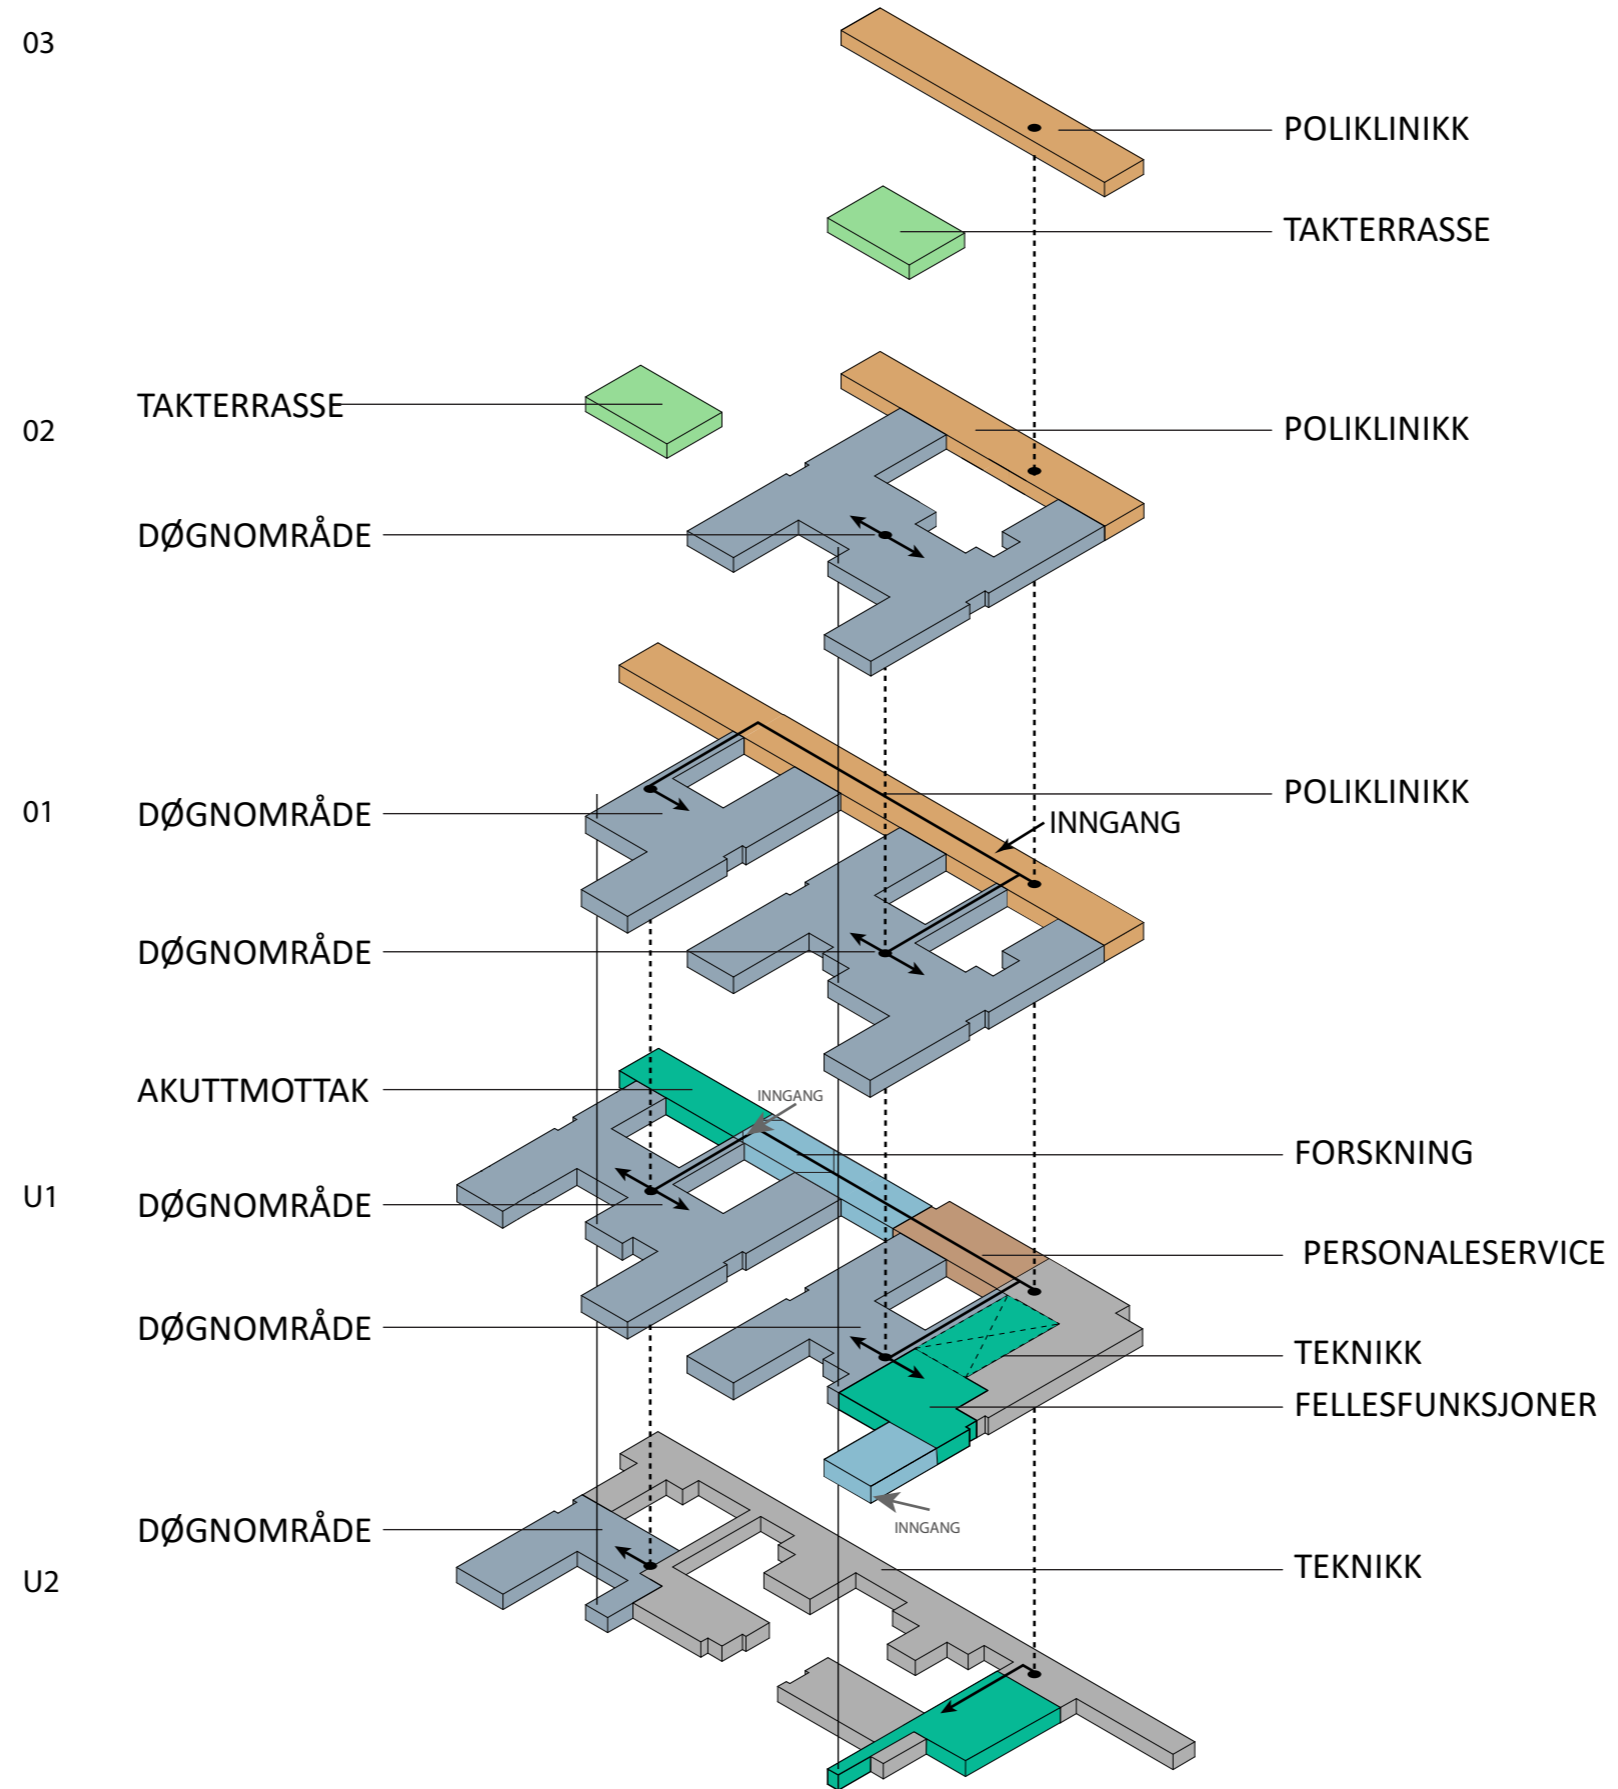 03
POLIKLINIKK
TAKTERRASSE
TAKTERRASSE
02
POLIKLINIKK
DØGNOMRÅDE
01
DØGNOMRÅDE
POLIKLINIKK
INNGANG
DØGNOMRÅDE
AKUTTMOTTAK
INNGANG
FORSKNING
U1
DØGNOMRÅDE
PERSONALESERVICE
DØGNOMRÅDE
TEKNIKK
FELLESFUNKSJONER
INNGANG
DØGNOMRÅDE
U2
TEKNIKK